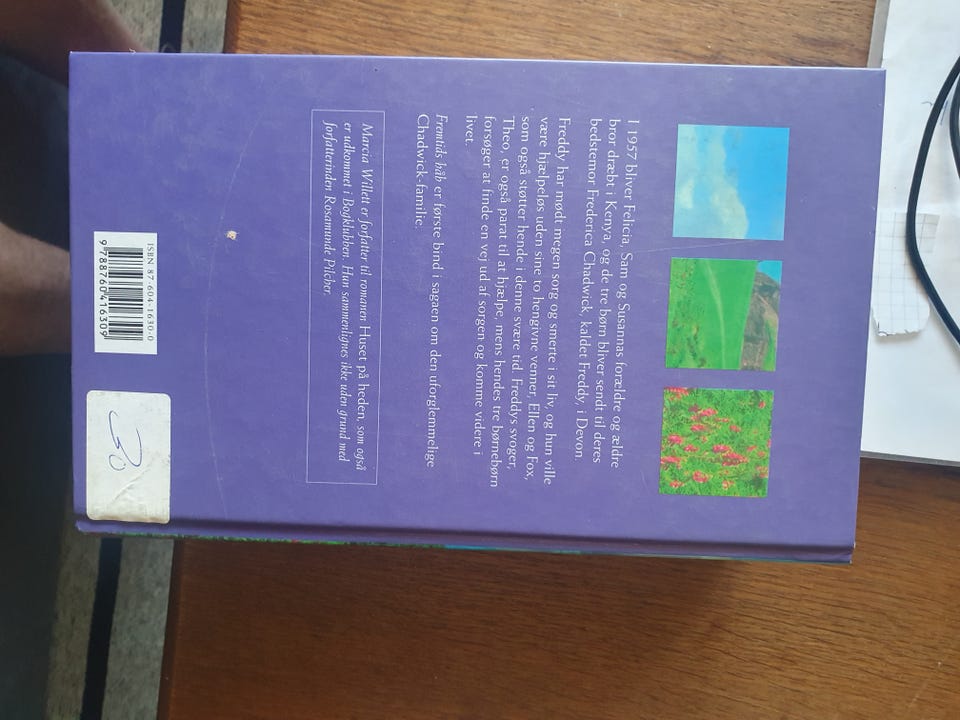 I 1957 bliver Felicia, Sam og Susannas forældre og ældre
bror dræbt i Kenya, og de tre børn bliver sendt til deres
bedstemor Frederica Chadwick, kaldet Freddy, i Devon.
Freddy har mødt megen sorg og smerte i sit liv, og hun ville
være hjælpeløs uden sine to hengivne venner, Ellen og Fox,
som også støtter hende i denne svære tid. Freddys svoger,
Theo, er også parat til at hjælpe, mens hendes tre børnebørn
forsøger at finde en vej ud af sorgen og komme videre i
livet.
Fremtids håb er første bind i sagaen om den uforglemmelige
Chadwick-familie.
Marcia Willett er forfatter til romanen Huset på heden, som også
er udkommet i Bogklubben. Hun sammenlignes ikke uden grund med
forfatterinden Rosamunde Pilcher.
ISBN 87-604-1630-0
9788760416309
30